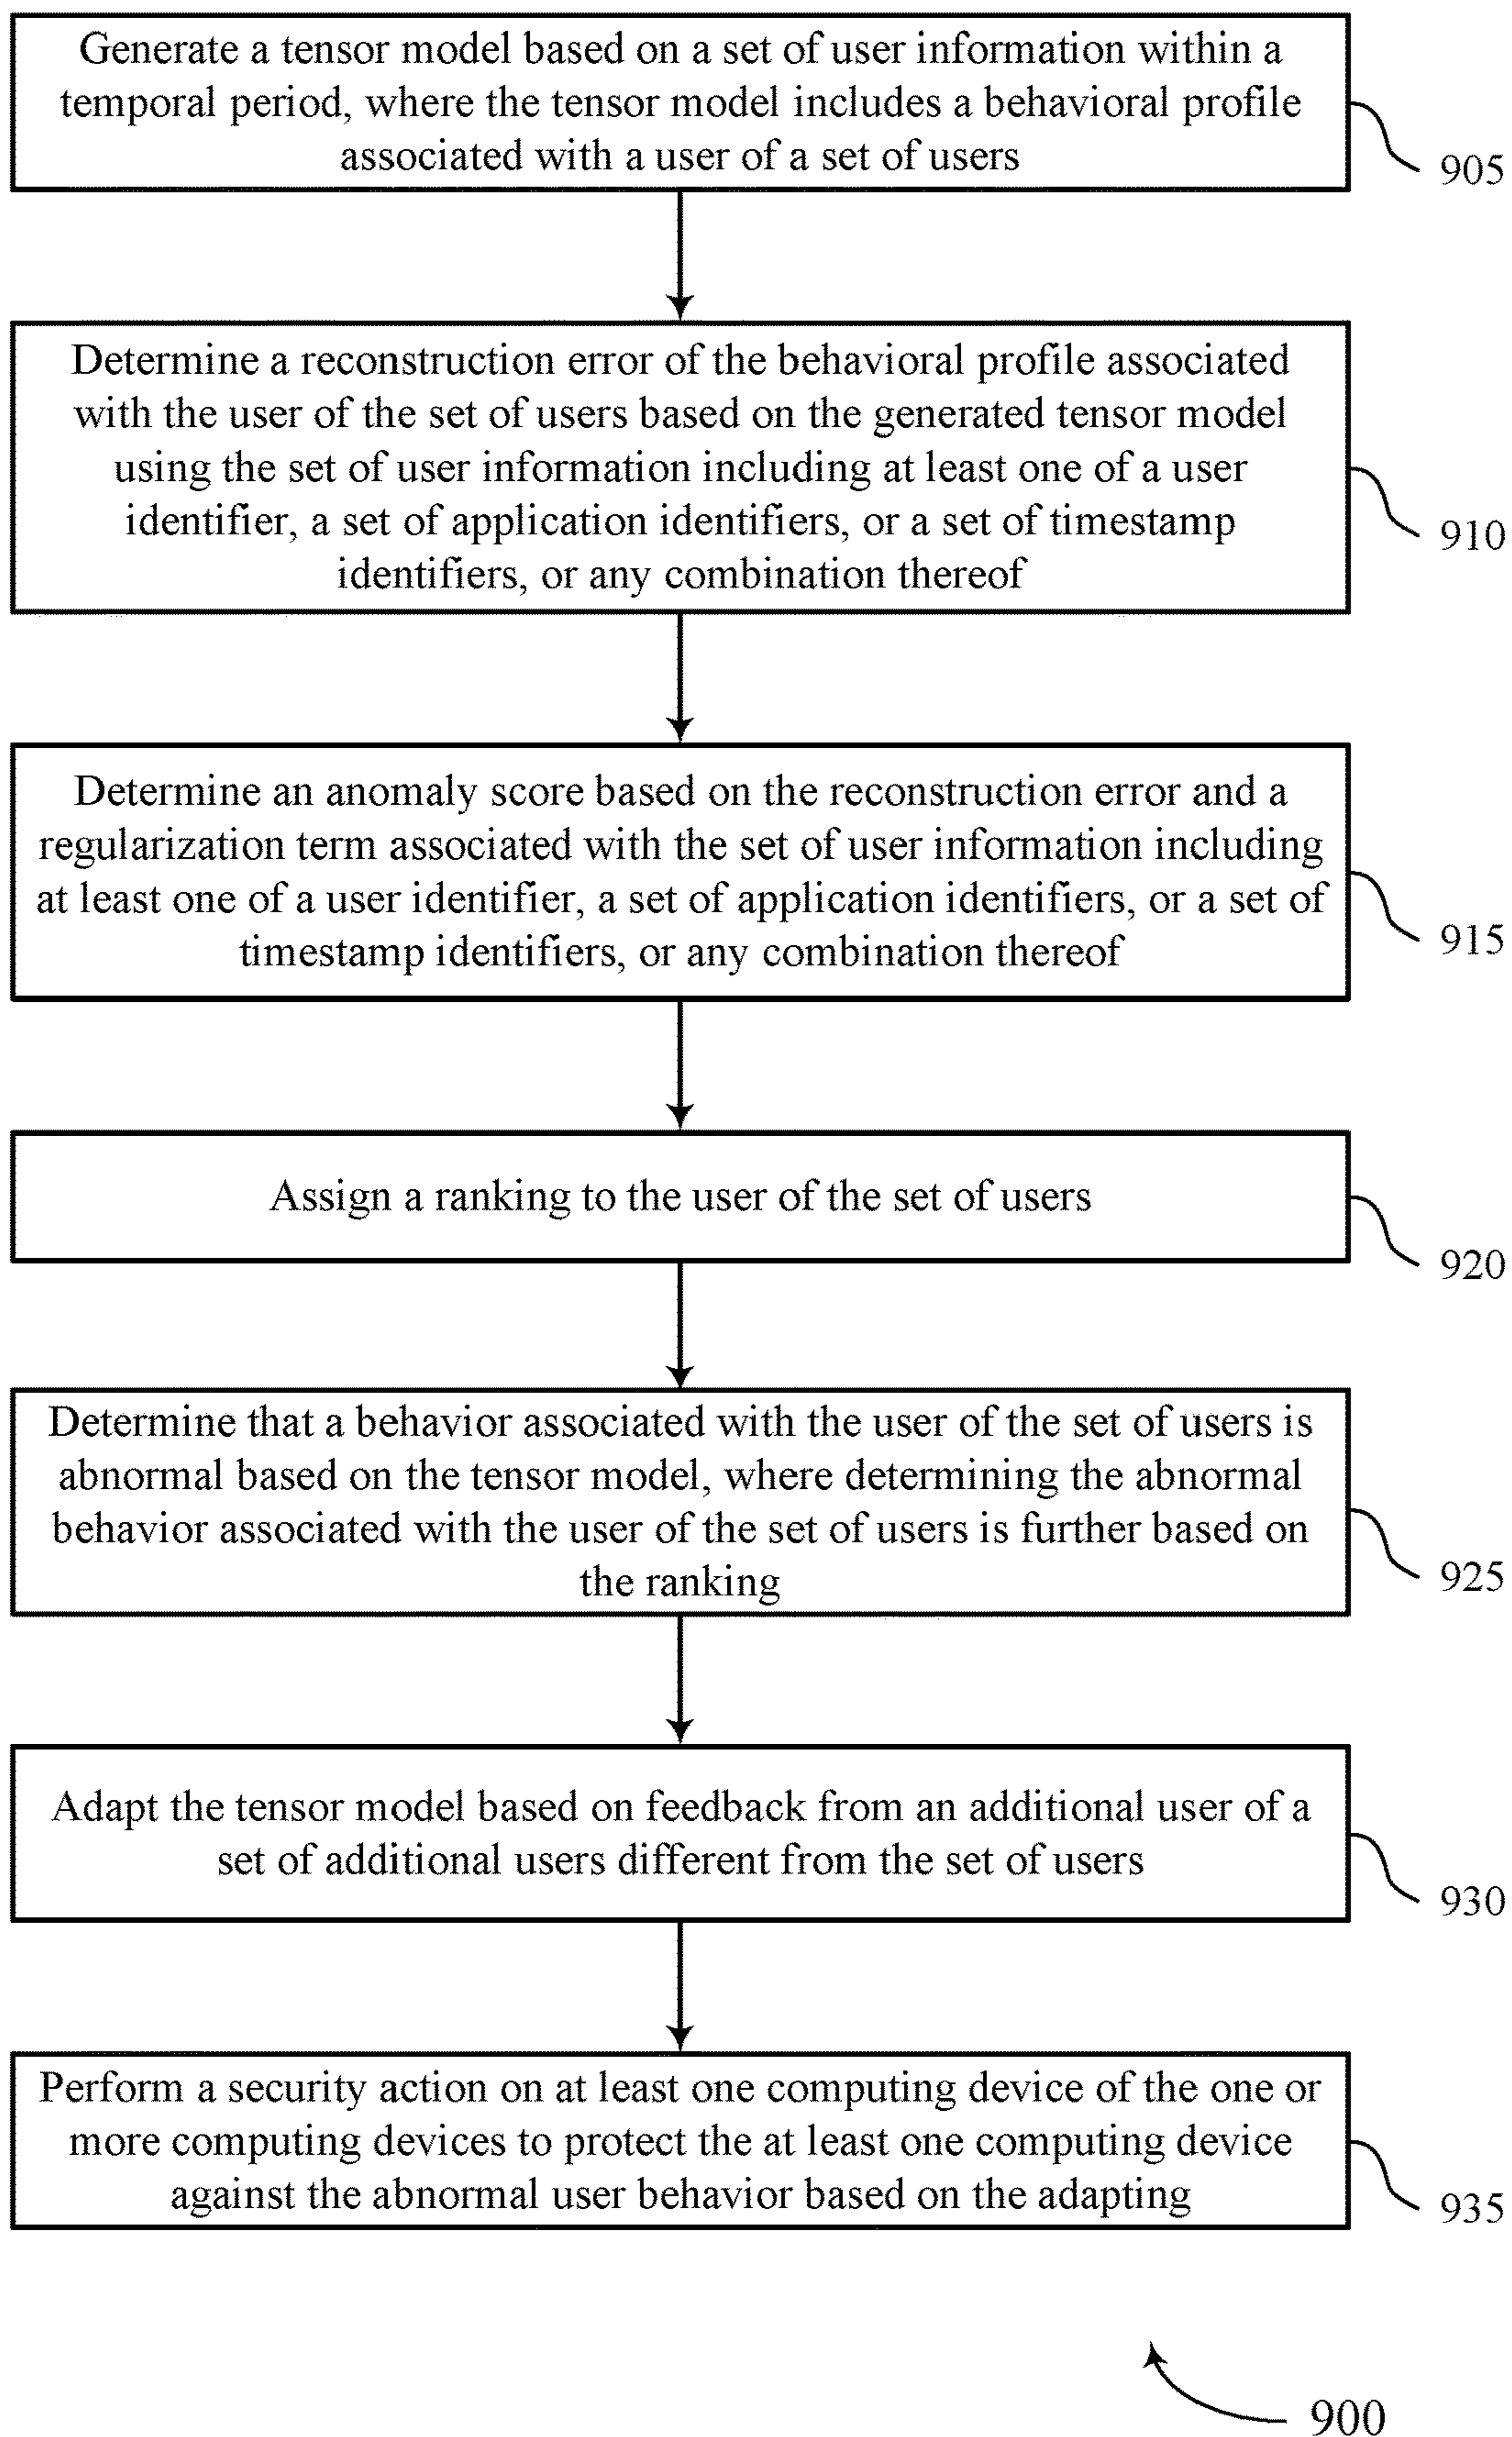 Generate a tensor model based on a set of user information within a
temporal period, where the tensor model includes a behavioral profile
associated with a user of a set of users
905
Determine a reconstruction error of the behavioral profile associated
with the user of the set of users based on the generated tensor model
using the set of user information including at least one of a user
identifier, a set of application identifiers, or a set of timestamp
identifiers, or any combination thereof
910
Determine an anomaly score based on the reconstruction error and a
regularization term associated with the set of user information including
at least one of a user identifier, a set of application identifiers, or a set of
timestamp identifiers, or any combination thereof
915
Assign a ranking to the user of the set of users
920
Determine that a behavior associated with the user of the set of users is
abnormal based on the tensor model, where determining the abnormal
behavior associated with the user of the set of users is further based on
the ranking
925
Adapt the tensor model based on feedback from an additional user of a
set of additional users different from the set of users
930
Perform a security action on at least one computing device of the one or
more computing devices to protect the at least one computing device
against the abnormal user behavior based on the adapting
935
900